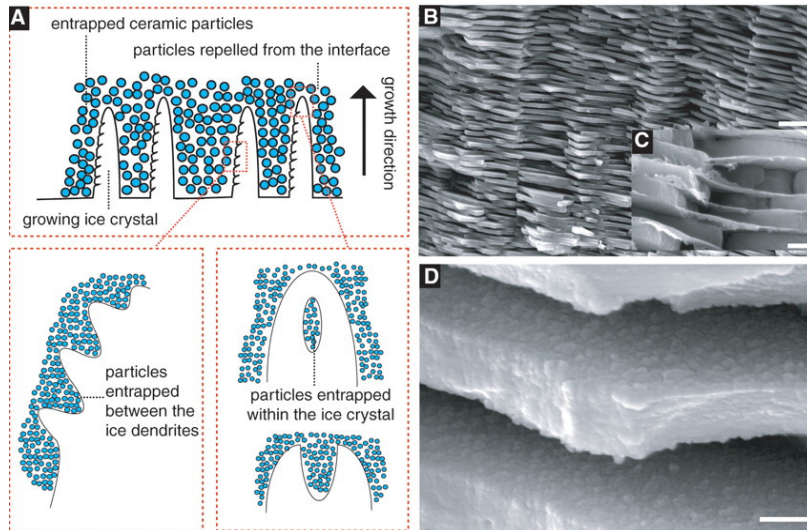 A
entrapped ceramic particles
particles repelled from the interface
growth
direction
growing ice crystal
particles
entrapped
between the
ice dendrites
particles entrapped
within the ice crystal
B
C
D